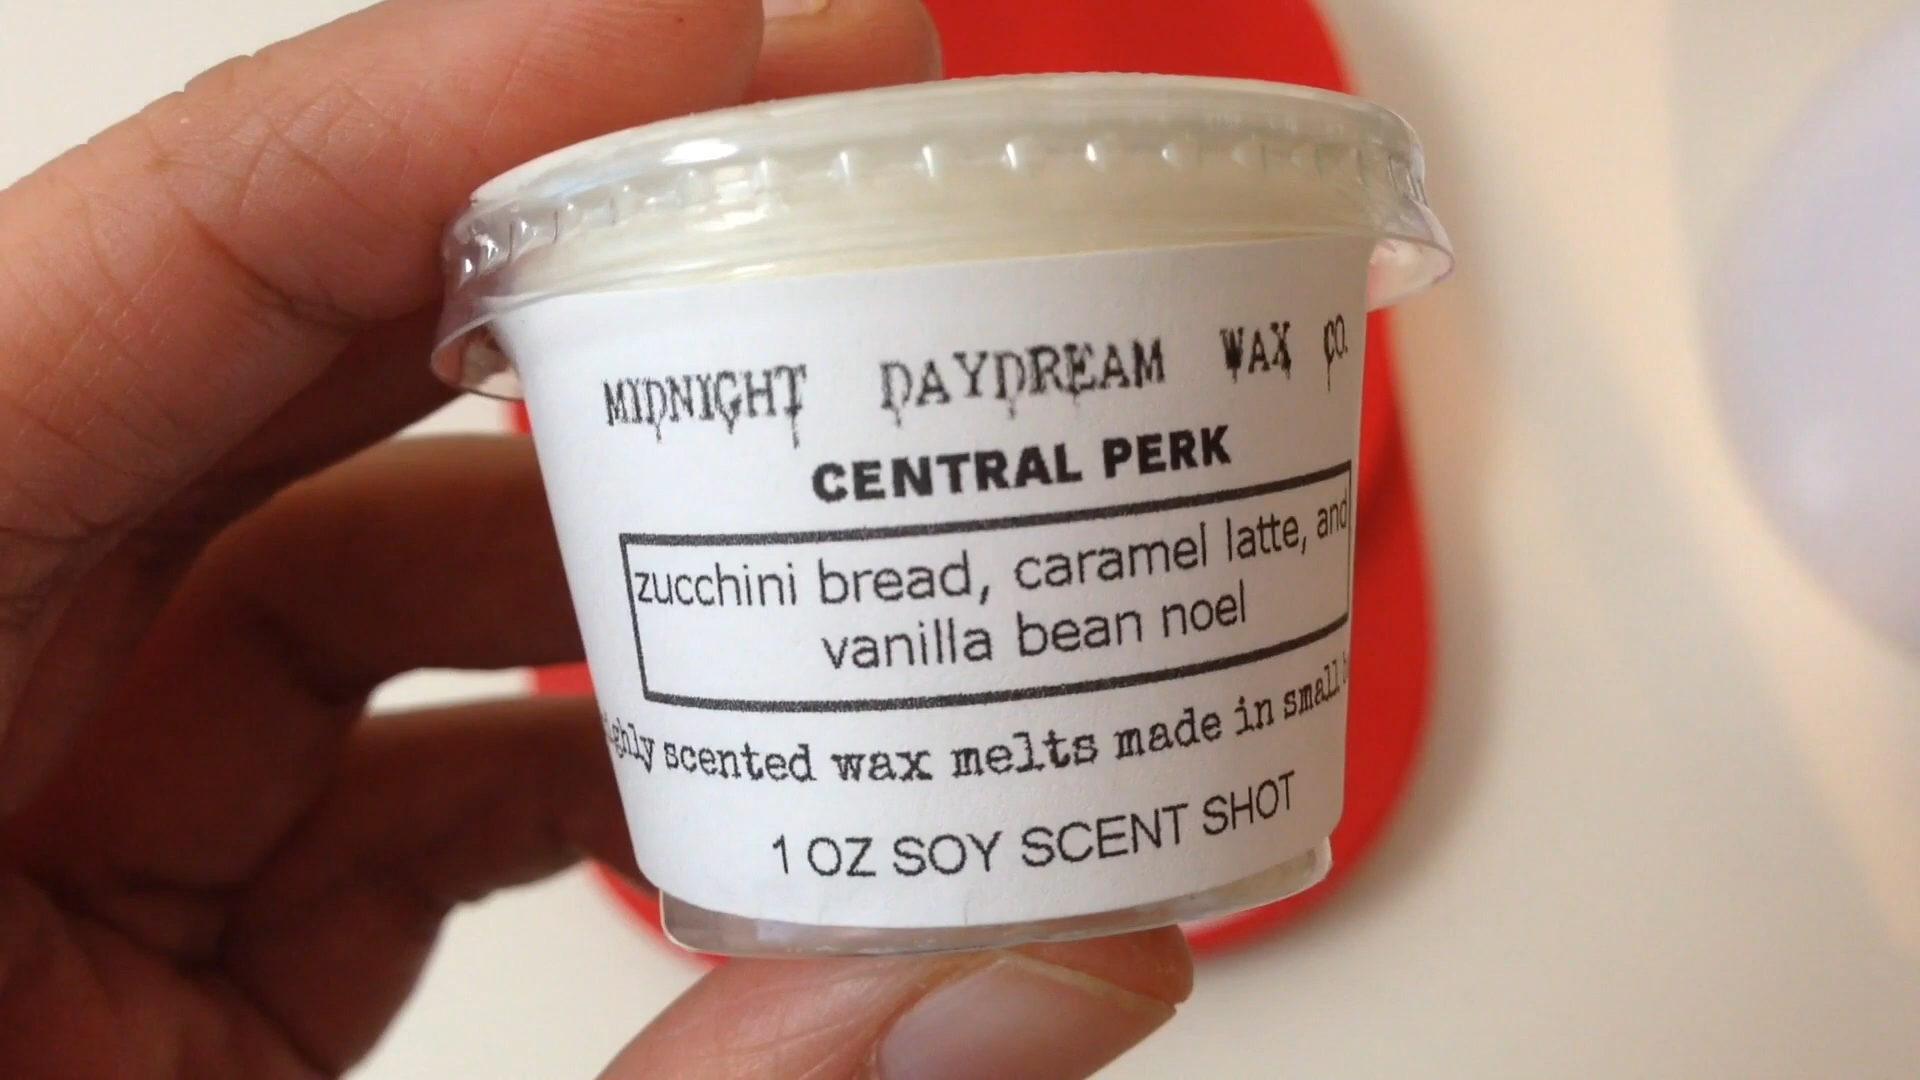 MIDNIGHT DAYDREAM WAX CO.
CENTRAL PERK
zucchini bread, caramel latte, and
vanilla bean noel
scented wax melts made in small
1 OZ SOY SCENT SHOT